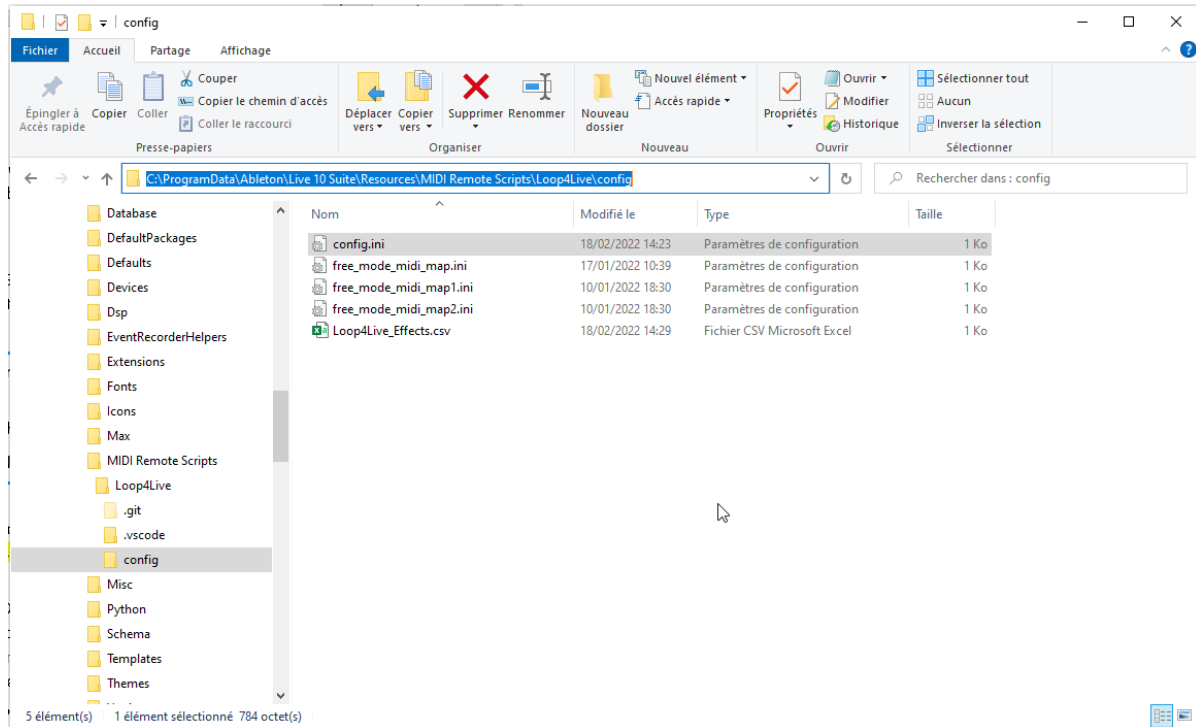 config
Fichier Accueil Partage Affichage
Épingler à Accès rapide
Copier
Coller
Couper
Copier le chemin d'accès
Coller le raccourci
Presse-papiers
Déplacer vers
Copier vers
Supprimer
Renommer
Organiser
Nouveau dossier
Nouvel élément
Accès rapide
Nouveau
Propriétés
Ouvrir
Modifier
Historique
Ouvrir
Sélectionner tout
Aucun
Inverser la sélection
Sélectionner
C:\ProgramData\Ableton\Live 10 Suite\Resources\MIDI Remote Scripts\Loop4Live\config
Rechercher dans : config
Database
DefaultPackages
Defaults
Devices
Dsp
EventRecorderHelpers
Extensions
Fonts
Icons
Max
MIDI Remote Scripts
Loop4Live
.git
.vscode
config
Misc
Python
Schema
Templates
Themes
Nom Modifié le Type Taille
config.ini 18/02/2022 14:23 Paramètres de configuration 1 Ko
free_mode_midi_map.ini 17/01/2022 10:39 Paramètres de configuration 1 Ko
free_mode_midi_map1.ini 10/01/2022 18:30 Paramètres de configuration 1 Ko
free_mode_midi_map2.ini 10/01/2022 18:30 Paramètres de configuration 1 Ko
Loop4Live_Effects.csv 18/02/2022 14:29 Fichier CSV Microsoft Excel 1 Ko
5 élément(s) 1 élément sélectionné 784 octet(s)